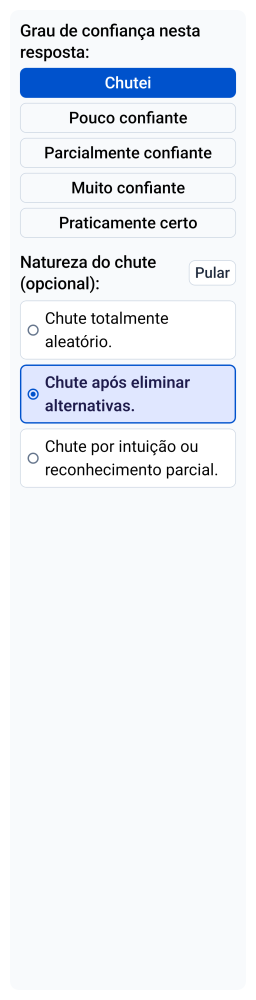 Grau de confiança nesta
resposta:
Chutei
Pouco confiante
Parcialmente confiante
Muito confiante
Praticamente certo
Natureza do chute
(opcional):
Pular
Chute totalmente
aleatório.
Chute após eliminar
alternativas.
Chute por intuição ou
reconhecimento parcial.